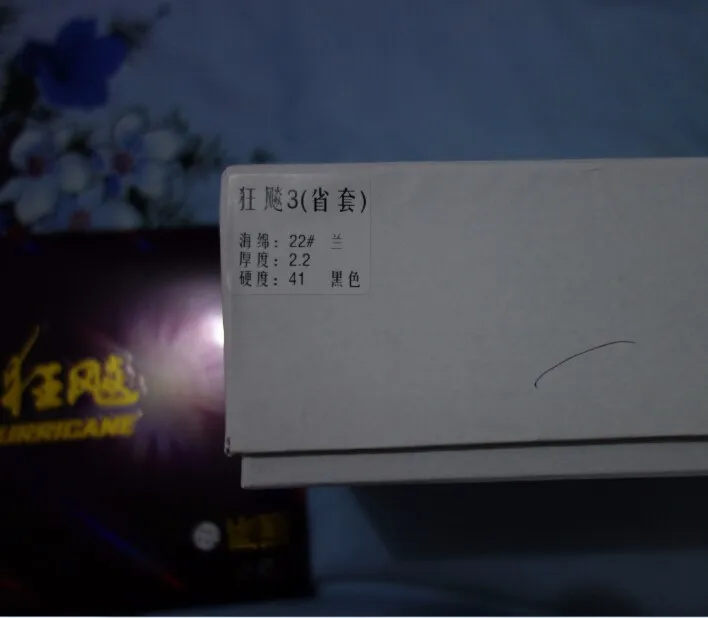 狂飚3(省套)
海绵：22# 兰
厚度：2.2
硬度：41 黑色
狂飚
HURRICANE